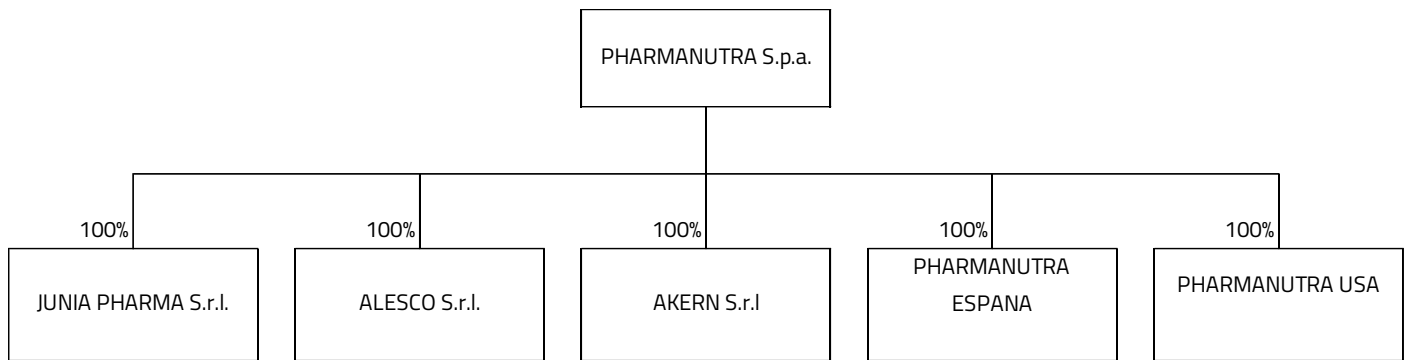 PHARMANUTRA S.p.a.
100%
100%
100%
100%
100%
JUNIA PHARMA S.r.l.
ALESCO S.r.l.
AKERN S.r.l
PHARMANUTRA
ESPANA
PHARMANUTRA USA